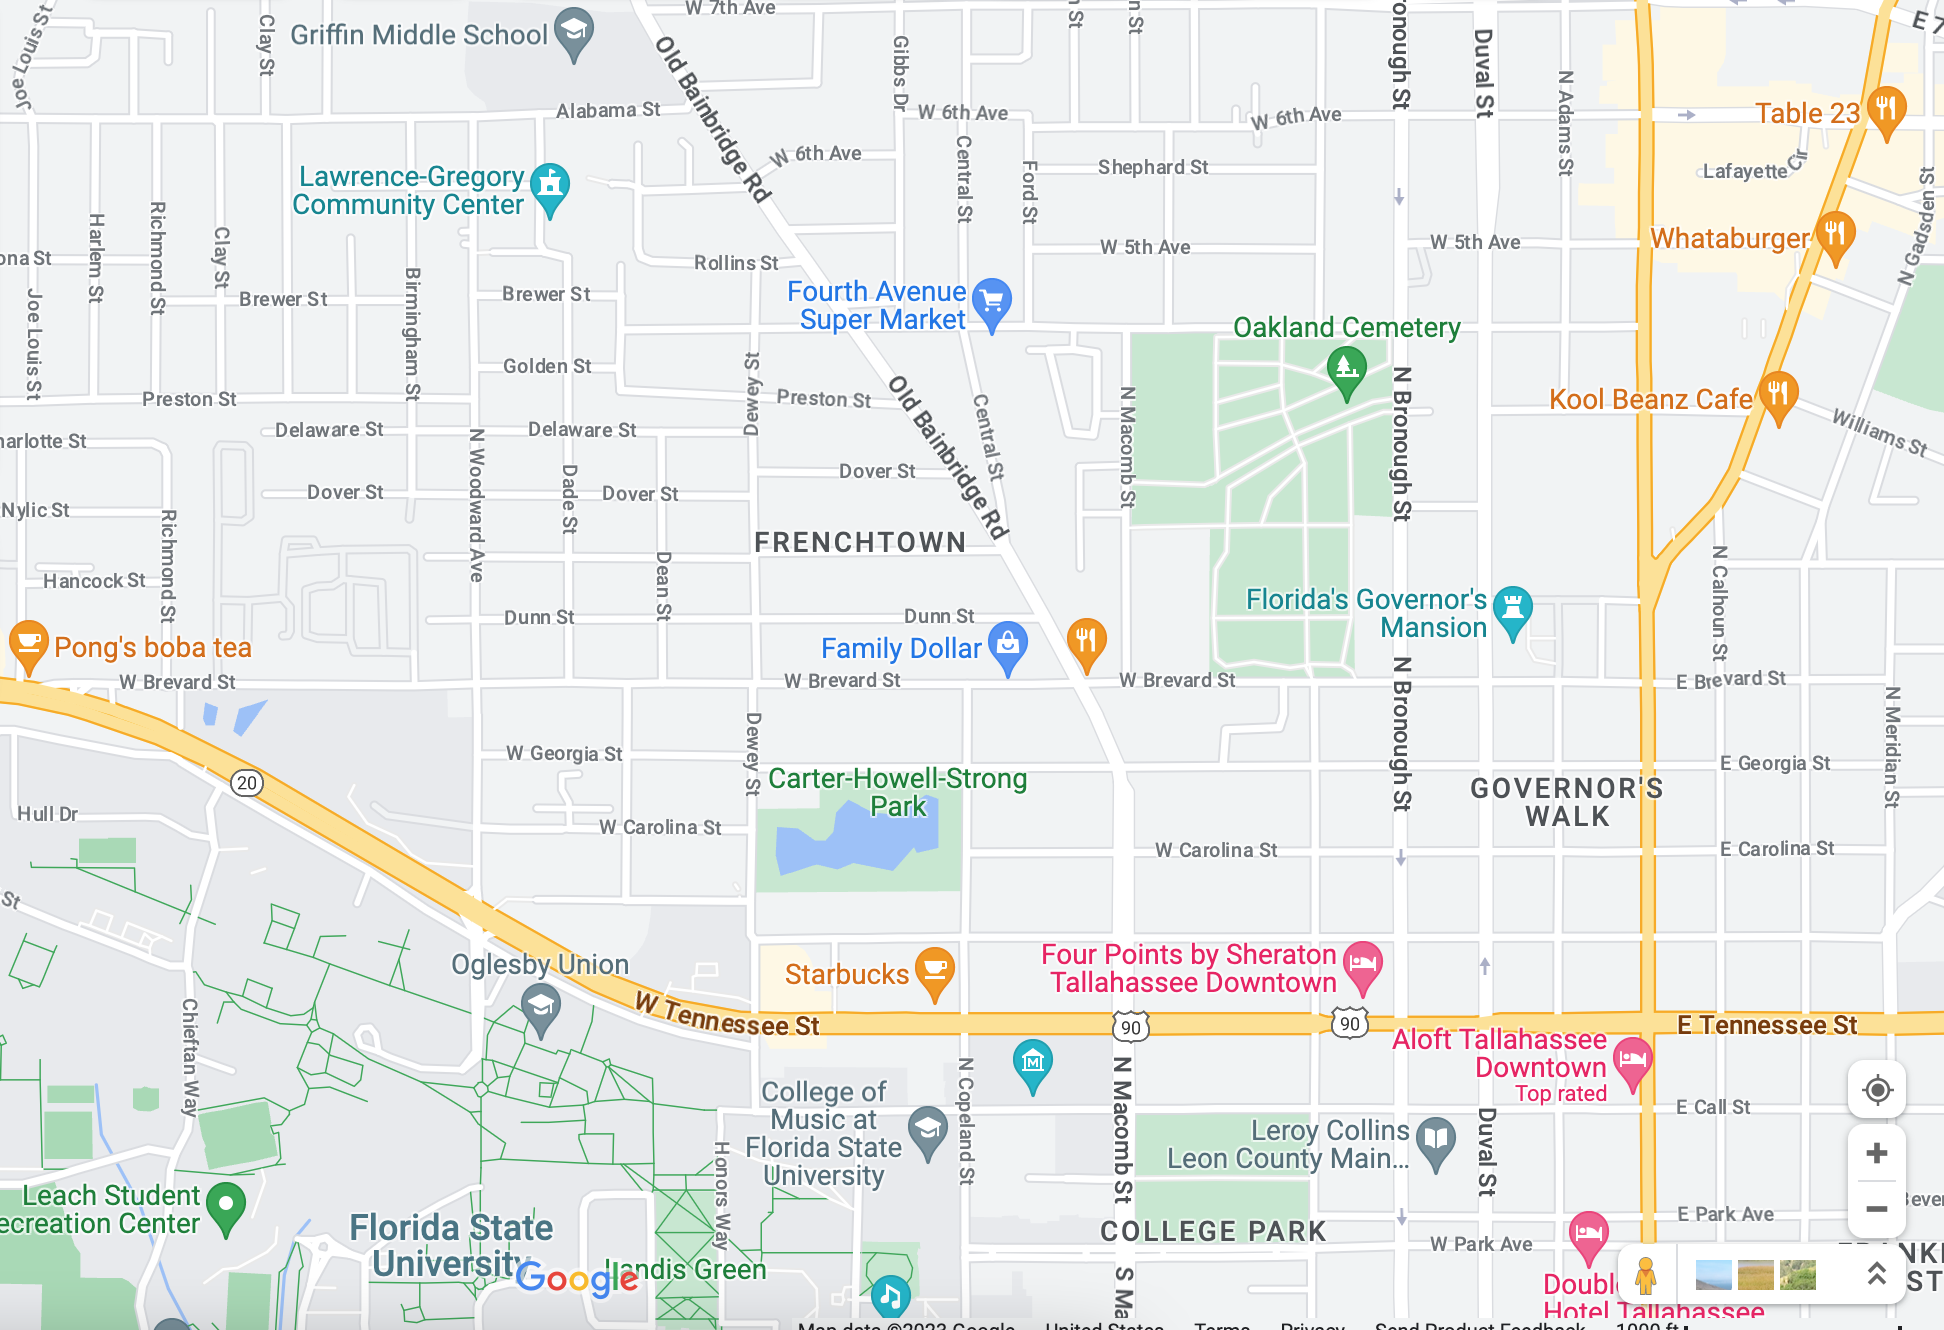 W 7th Ave
Griffin Middle School
Joe Louis St
Clay St
Old Bainbridge Rd
Gibbs Dr
Duval St
N Adams St
Alabama St
W 6th Ave
W 6th Ave
Table 23
W 6th Ave
Central St
Ford St
Shephard St
Lafayette Cir
Lawrence-Gregory
Community Center
N Gadsden St
Harlem St
Richmond St
Clay St
Rollins St
W 5th Ave
W 5th Ave
Whataburger
Joe Louis St
Brewer St
Birmingham St
Brewer St
Fourth Avenue
Super Market
Oakland Cemetery
Golden St
Dewey St
Preston St
Preston St
Old Bainbridge Rd
Central St
N Macomb St
N Bronough St
Kool Beanz Cafe
Williams St
Delaware St
Delaware St
N Woodward Ave
Dade St
Dover St
Dover St
Dover St
Nylic St
Richmond St
FRENCHTOWN
Dean St
N Calhoun St
Hancock St
Dunn St
Dunn St
Florida's Governor's
Mansion
Pong's boba tea
Family Dollar
W Brevard St
W Brevard St
W Brevard St
E Brevard St
N Bronough St
N Meridian St
Dewey St
W Georgia St
E Georgia St
20
Carter-Howell-Strong
Park
GOVERNOR'S
WALK
Hull Dr
W Carolina St
W Carolina St
E Carolina St
St
Oglesby Union
Starbucks
Four Points by Sheraton
Tallahassee Downtown
Chieftan Way
W Tennessee St
90
90
E Tennessee St
Aloft Tallahassee
Downtown
Top rated
N Copeland St
N Macomb St
Duval St
College of
Music at
Florida State
University
E Call St
Leroy Collins
Leon County Main...
Honors Way
Leach Student
ecreation Center
Florida State
University
COLLEGE PARK
E Park Ave
W Park Ave
Landis Green
Google
S Ma
Doubl
Hotel Tallahassee
Map data ©2023 Google United States Terms Privacy Send Product Feedback 1000 ft